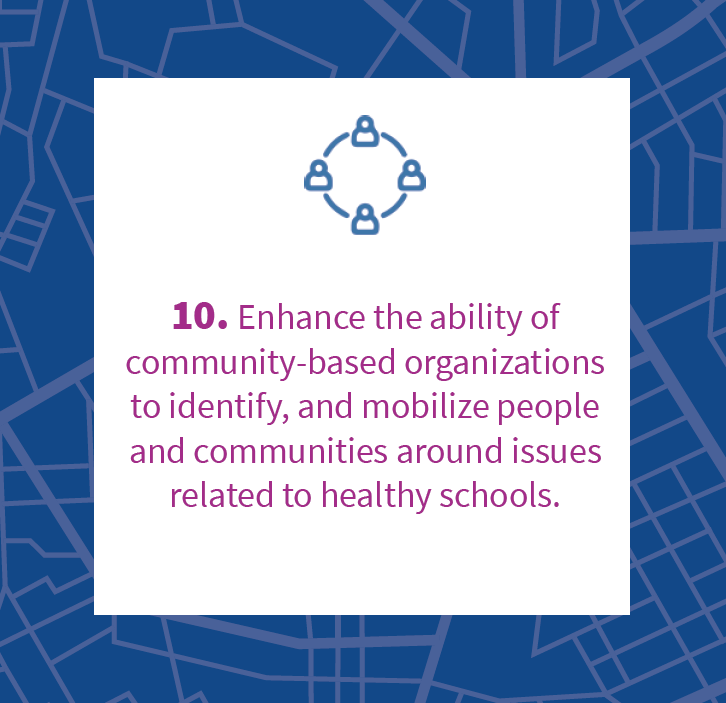 10. Enhance the ability of
community-based organizations
to identify, and mobilize people
and communities around issues
related to healthy schools.